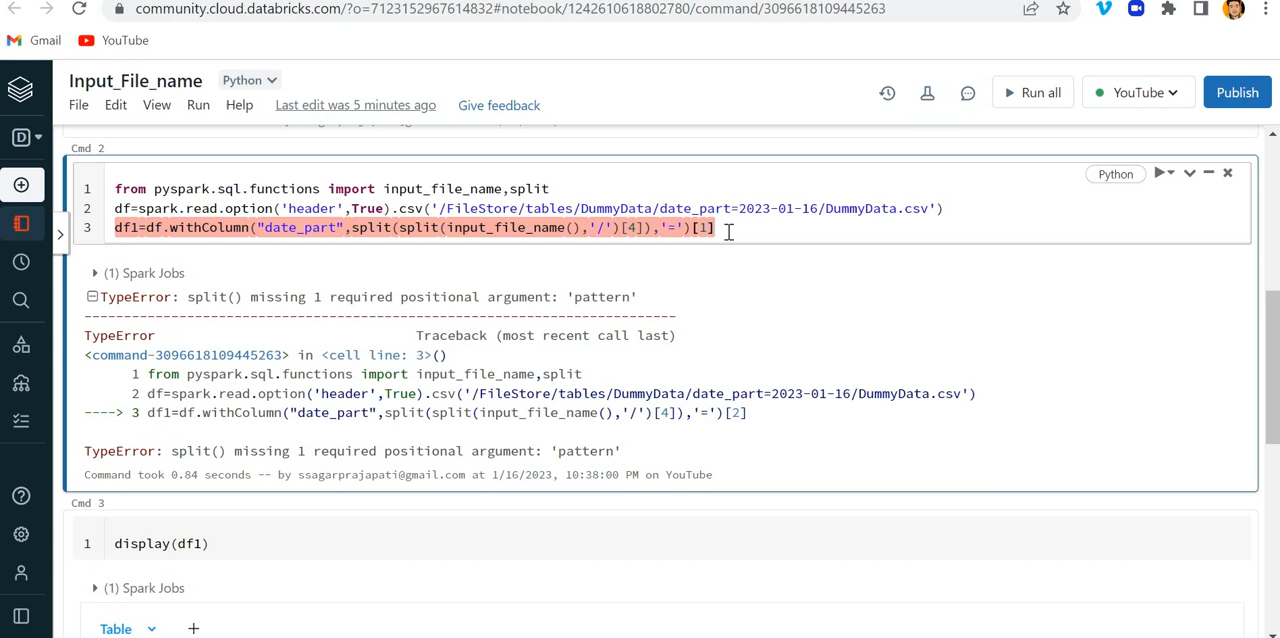 community.cloud.databricks.com/?o=7123152967614832#notebook/1242610618802780/command/3096618109445263
Gmail YouTube
Input_File_name Python
File Edit View Run Help Last edit was 5 minutes ago Give feedback
Run all YouTube Publish
D
Cmd 2
Python
1 from pyspark.sql.functions import input_file_name,split
2 df=spark.read.option('header',True).csv('/FileStore/tables/DummyData/date_part=2023-01-16/DummyData.csv')
3 df1=df.withColumn("date_part",split(split(input_file_name(),'/')[4]),'=')[1]
(1) Spark Jobs
TypeError: split() missing 1 required positional argument: 'pattern'
---------------------------------------------------------------------------
TypeError Traceback (most recent call last)
<command-3096618109445263> in <cell line: 3>()
1 from pyspark.sql.functions import input_file_name,split
2 df=spark.read.option('header',True).csv('/FileStore/tables/DummyData/date_part=2023-01-16/DummyData.csv')
----> 3 df1=df.withColumn("date_part",split(split(input_file_name(),'/')[4]),'=')[2]
TypeError: split() missing 1 required positional argument: 'pattern'
Command took 0.84 seconds -- by ssagarprajapati@gmail.com at 1/16/2023, 10:38:00 PM on YouTube
Cmd 3
1 display(df1)
(1) Spark Jobs
Table +